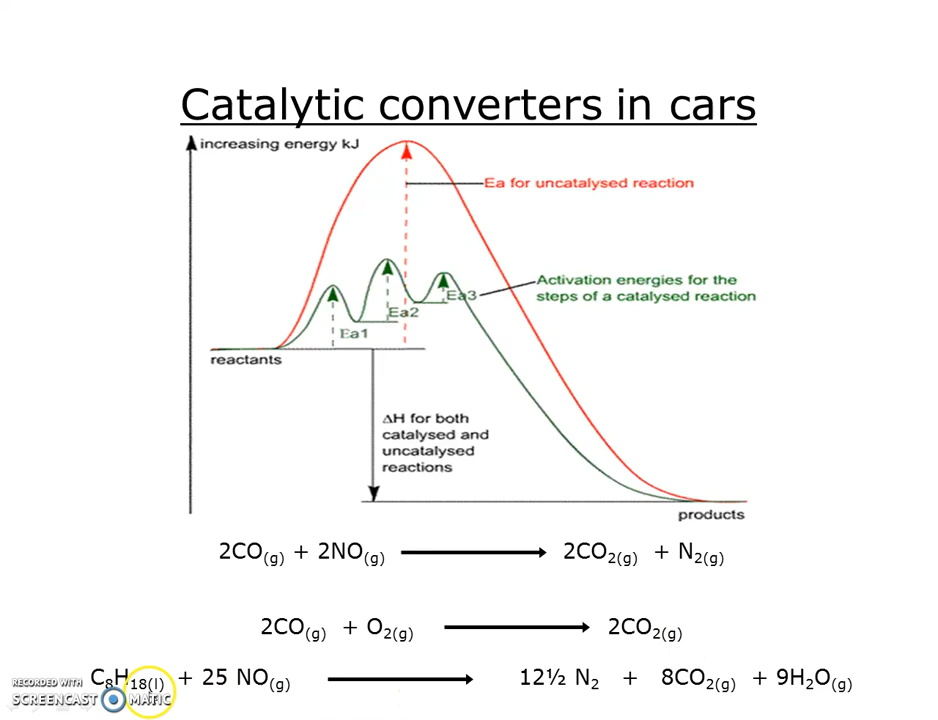 Catalytic converters in cars
increasing energy kJ
Ea for uncatalysed reaction
Activation energies for the
steps of a catalysed reaction
Ea3
Ea2
Ea1
reactants
ΔH for both
catalysed and
uncatalysed
reactions
products
2CO(g) + 2NO(g) 2CO2(g) + N2(g)
2CO(g) + O2(g) 2CO2(g)
C8H18(l) + 25 NO(g) 12½ N2 + 8CO2(g) + 9H2O(g)
RECORDED WITH
SCREENCAST MATIC